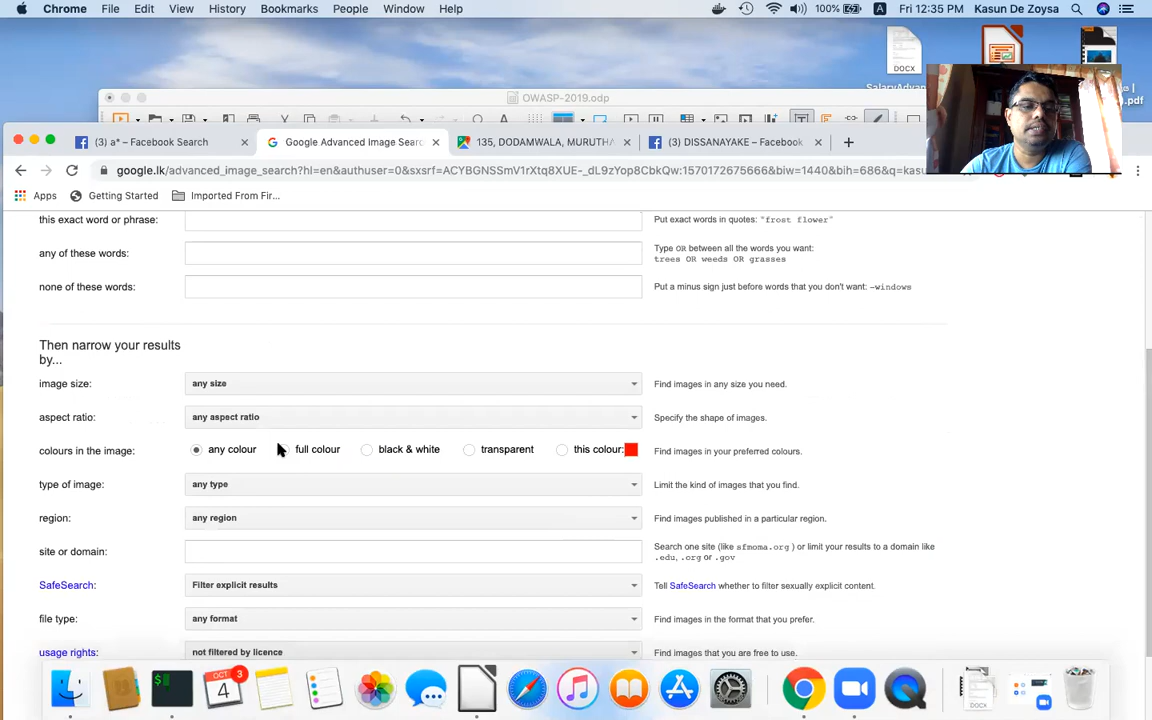 Chrome File Edit View History Bookmarks People Window Help 100% A Fri 12:35 PM Kasun De Zoysa
DOCX
OWASP-2019.odp
(3) a* – Facebook Search
Google Advanced Image Sear
135, DODAMWALA, MURUTHA
(3) DISSANAYAKE – Facebook
google.lk/advanced_image_search?hl=en&authuser=0&sxsrf=ACYBGNSSmV1rXtq8XUE-_dL9zYop8CbkQw:1570172675666&biw=1440&bih=686&q=kasu
Apps Getting Started Imported From Fir...
this exact word or phrase: Put exact words in quotes: "frost flower"
any of these words: Type OR between all the words you want:
trees OR weeds OR grasses
none of these words: Put a minus sign just before words that you don't want: -windows
Then narrow your results
by...
image size: any size Find images in any size you need.
aspect ratio: any aspect ratio Specify the shape of images.
colours in the image: any colour full colour black & white transparent this colour: Find images in your preferred colours.
type of image: any type Limit the kind of images that you find.
region: any region Find images published in a particular region.
site or domain: Search one site (like sfmoma.org ) or limit your results to a domain like
.edu, .org or .gov
SafeSearch: Filter explicit results Tell SafeSearch whether to filter sexually explicit content.
file type: any format Find images in the format that you prefer.
usage rights: not filtered by licence Find images that you are free to use.
OCT
4
3
DOCX